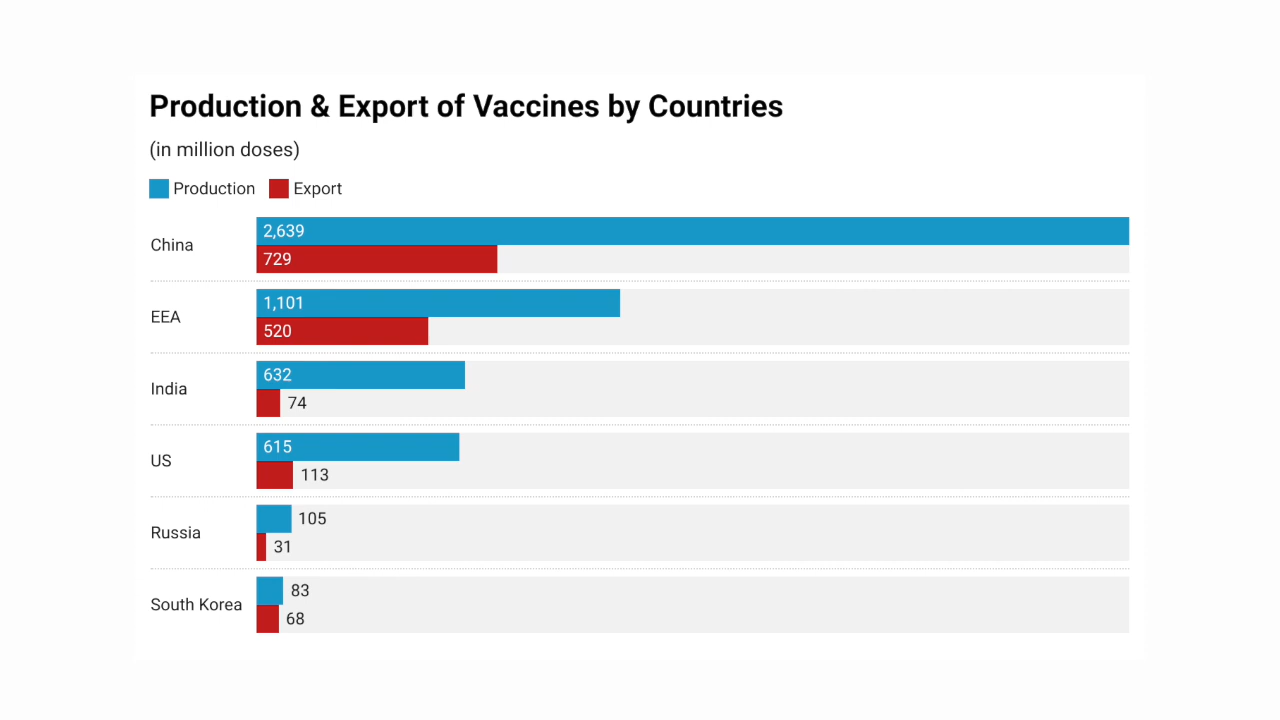 Production & Export of Vaccines by Countries
(in million doses)
Production Export
China
2,639
729
EEA
1,101
520
India
632
74
US
615
113
Russia
105
31
South Korea
83
68